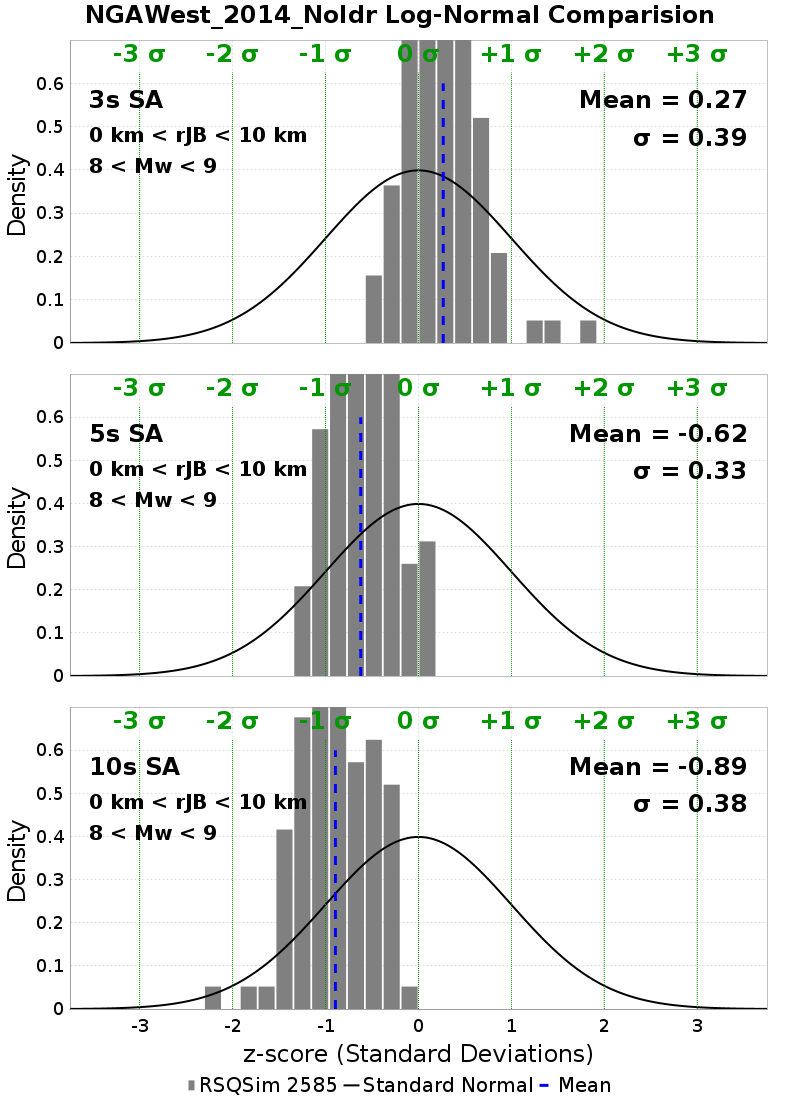 NGAWest_2014_NoIdr Log-Normal Comparision
-3 σ -2 σ -1 σ 0 σ +1 σ +2 σ +3 σ
3s SA
0 km < rJB < 10 km
8 < Mw < 9
Mean = 0.27
σ = 0.39
Density
0.6
0.5
0.4
0.3
0.2
0.1
0
-3 σ -2 σ -1 σ 0 σ +1 σ +2 σ +3 σ
5s SA
0 km < rJB < 10 km
8 < Mw < 9
Mean = -0.62
σ = 0.33
Density
0.6
0.5
0.4
0.3
0.2
0.1
0
-3 σ -2 σ -1 σ 0 σ +1 σ +2 σ +3 σ
10s SA
0 km < rJB < 10 km
8 < Mw < 9
Mean = -0.89
σ = 0.38
Density
0.6
0.5
0.4
0.3
0.2
0.1
0
-3 -2 -1 0 1 2 3
z-score (Standard Deviations)
RSQSim 2585 Standard Normal Mean